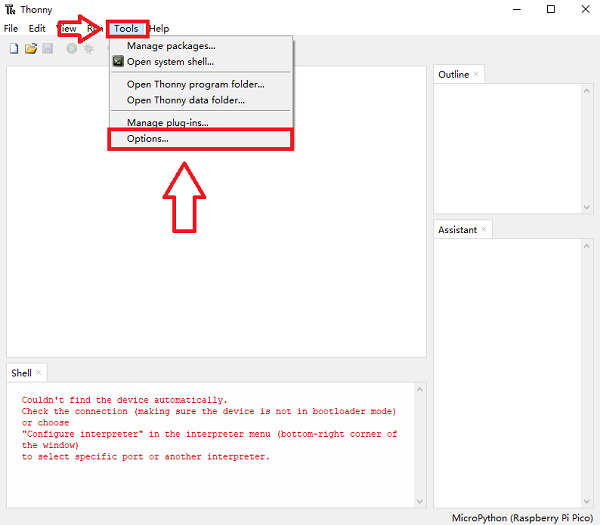 Thonny
File Edit View Run Tools Help
Manage packages...
Open system shell...
Open Thonny program folder...
Open Thonny data folder...
Manage plug-ins...
Options...
Outline
Assistant
Shell
Couldn't find the device automatically.
Check the connection (making sure the device is not in bootloader mode)
or choose
"Configure interpreter" in the interpreter menu (bottom-right corner of
the window)
to select specific port or another interpreter.
MicroPython (Raspberry Pi Pico)